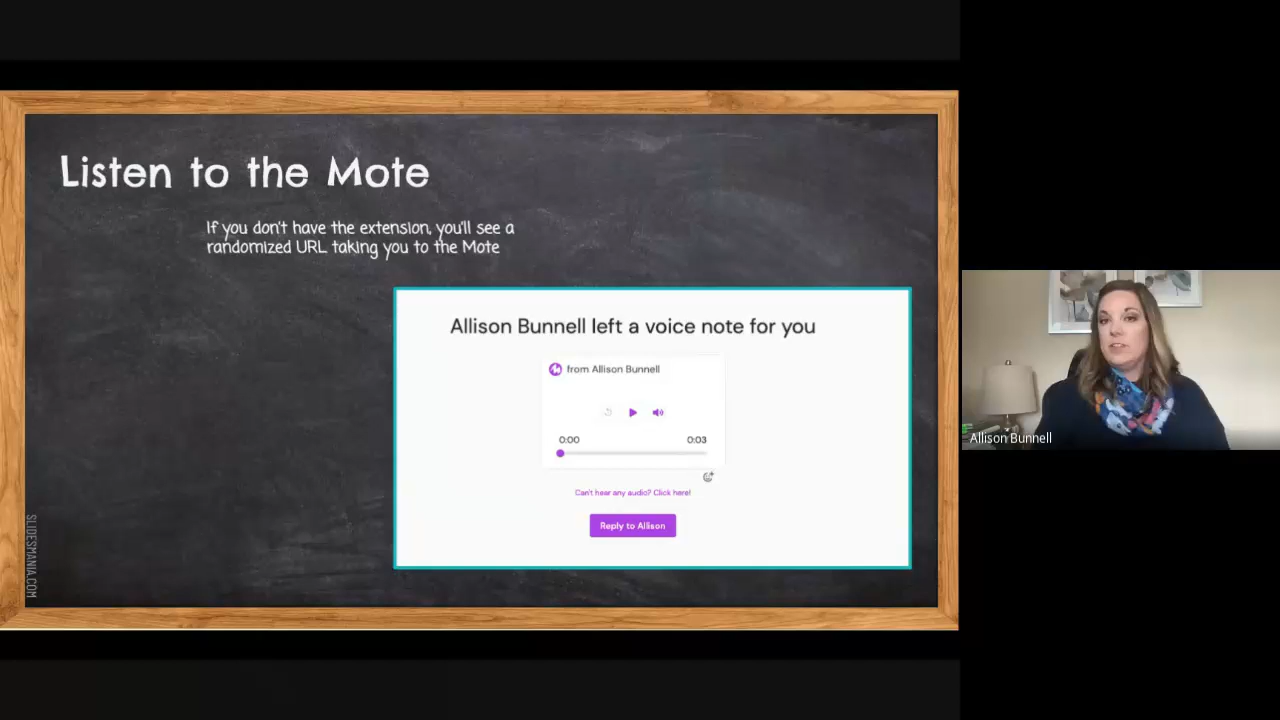 Listen to the Mote
If you don't have the extension, you'll see a
randomized URL taking you to the Mote
Allison Bunnell left a voice note for you
from Allison Bunnell
0:00 0:03
Can't hear any audio? Click here!
Reply to Allison
SLIDESMANIA.COM
Allison Bunnell